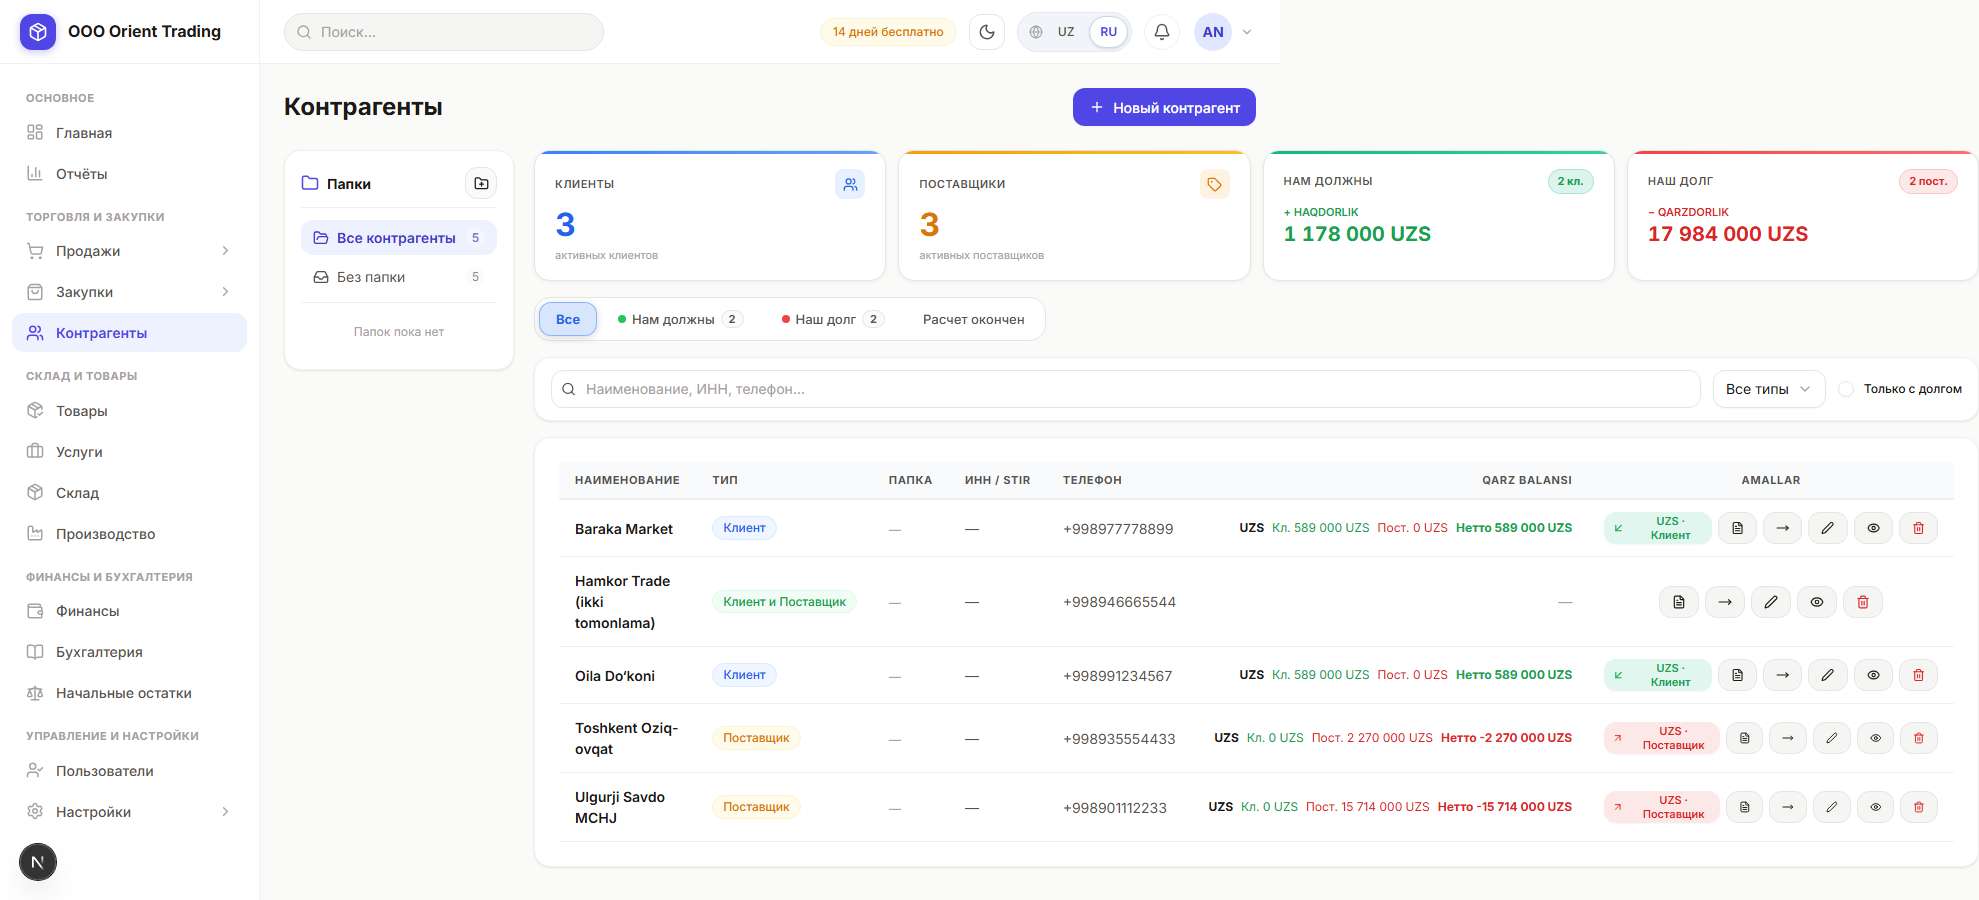 ООО Orient Trading
Поиск...
14 дней бесплатно
UZ
RU
AN
ОСНОВНОЕ
Главная
Отчёты
ТОРГОВЛЯ И ЗАКУПКИ
Продажи
Закупки
Контрагенты
СКЛАД И ТОВАРЫ
Товары
Услуги
Склад
Производство
ФИНАНСЫ И БУХГАЛТЕРИЯ
Финансы
Бухгалтерия
Начальные остатки
УПРАВЛЕНИЕ И НАСТРОЙКИ
Пользователи
Настройки
N
Контрагенты
+ Новый контрагент
Папки
Все контрагенты 5
Без папки 5
Папок пока нет
КЛИЕНТЫ
3
активных клиентов
ПОСТАВЩИКИ
3
активных поставщиков
НАМ ДОЛЖНЫ
2 кл.
+ HAQDORLIK
1 178 000 UZS
НАШ ДОЛГ
2 пост.
− QARZDORLIK
17 984 000 UZS
Все
Нам должны 2
Наш долг 2
Расчет окончен
Наименование, ИНН, телефон...
Все типы
Только с долгом
НАИМЕНОВАНИЕ ТИП ПАПКА ИНН / STIR ТЕЛЕФОН QARZ BALANSI AMALLAR
Baraka Market Клиент — — +998977778899 UZS Кл. 589 000 UZS Пост. 0 UZS Нетто 589 000 UZS
UZS ·
Клиент
Hamkor Trade
(ikki
tomonlama)
Клиент и Поставщик — — +998946665544 —
Oila Do‘koni Клиент — — +998991234567 UZS Кл. 589 000 UZS Пост. 0 UZS Нетто 589 000 UZS
UZS ·
Клиент
Toshkent Oziq-
ovqat
Поставщик — — +998935554433 UZS Кл. 0 UZS Пост. 2 270 000 UZS Нетто -2 270 000 UZS
UZS ·
Поставщик
Ulgurji Savdo
MCHJ
Поставщик — — +998901112233 UZS Кл. 0 UZS Пост. 15 714 000 UZS Нетто -15 714 000 UZS
UZS ·
Поставщик